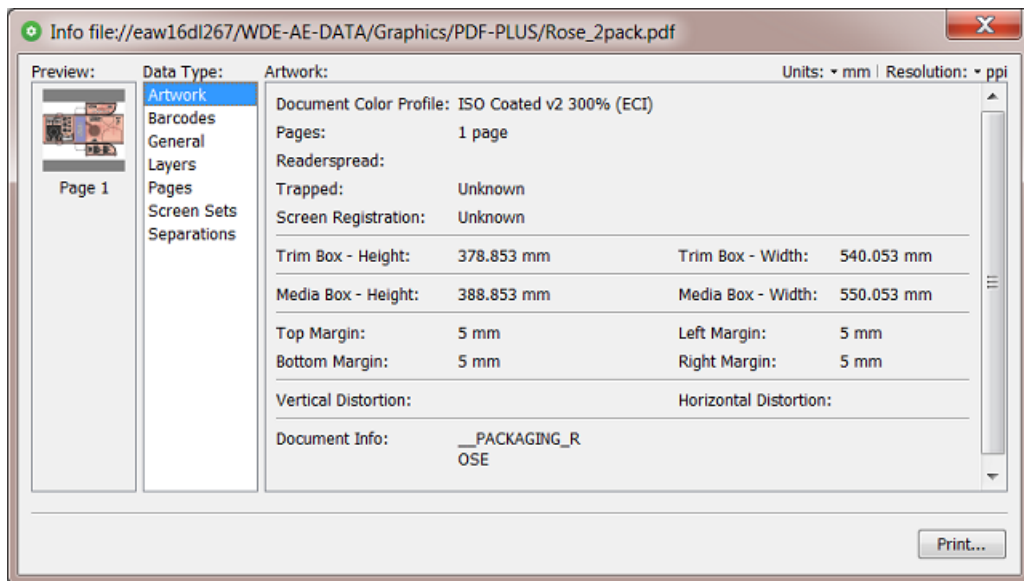 Info file://eaw16dl267/WDE-AE-DATA/Graphics/PDF-PLUS/Rose_2pack.pdf
Preview:
Page 1
Data Type:
Artwork
Barcodes
General
Layers
Pages
Screen Sets
Separations
Artwork:
Units: mm | Resolution: ppi
Document Color Profile: ISO Coated v2 300% (ECI)
Pages: 1 page
Readerspread:
Trapped: Unknown
Screen Registration: Unknown
Trim Box - Height: 378.853 mm Trim Box - Width: 540.053 mm
Media Box - Height: 388.853 mm Media Box - Width: 550.053 mm
Top Margin: 5 mm Left Margin: 5 mm
Bottom Margin: 5 mm Right Margin: 5 mm
Vertical Distortion: Horizontal Distortion:
Document Info: __PACKAGING_R
OSE
Print...